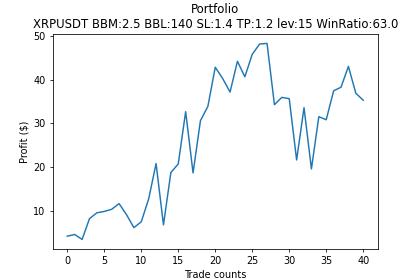 Portfolio
XRPUSDT BBM:2.5 BBL:140 SL:1.4 TP:1.2 lev:15 WinRatio:63.0
50
40
30
20
10
Profit ($)
0 5 10 15 20 25 30 35 40
Trade counts